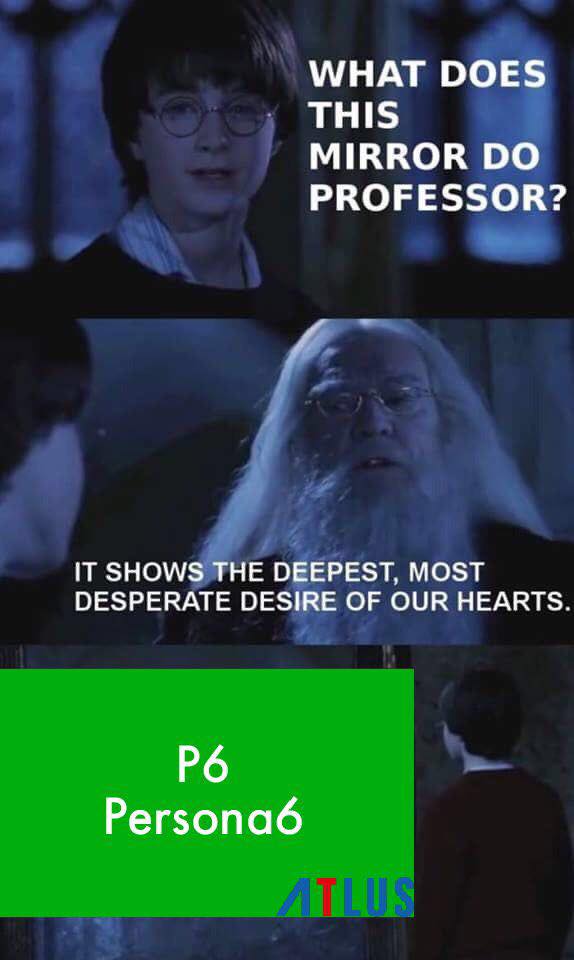 WHAT DOES
THIS
MIRROR DO
PROFESSOR?
IT SHOWS THE DEEPEST, MOST
DESPERATE DESIRE OF OUR HEARTS.
P6
Persona6
ATLUS